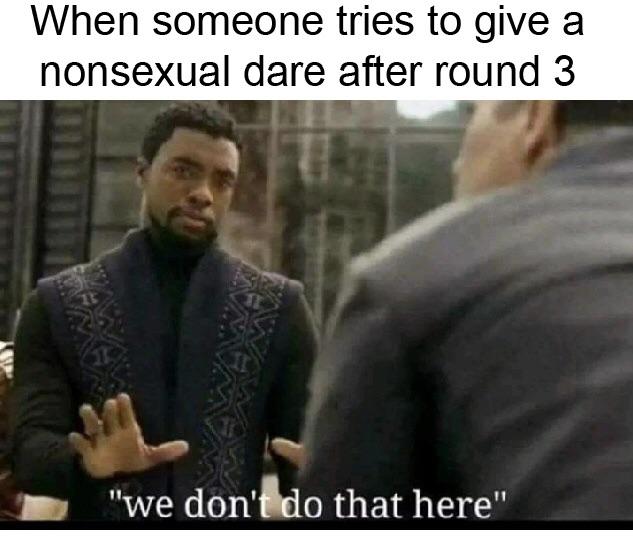 When someone tries to give a
nonsexual dare after round 3
"we don't do that here"